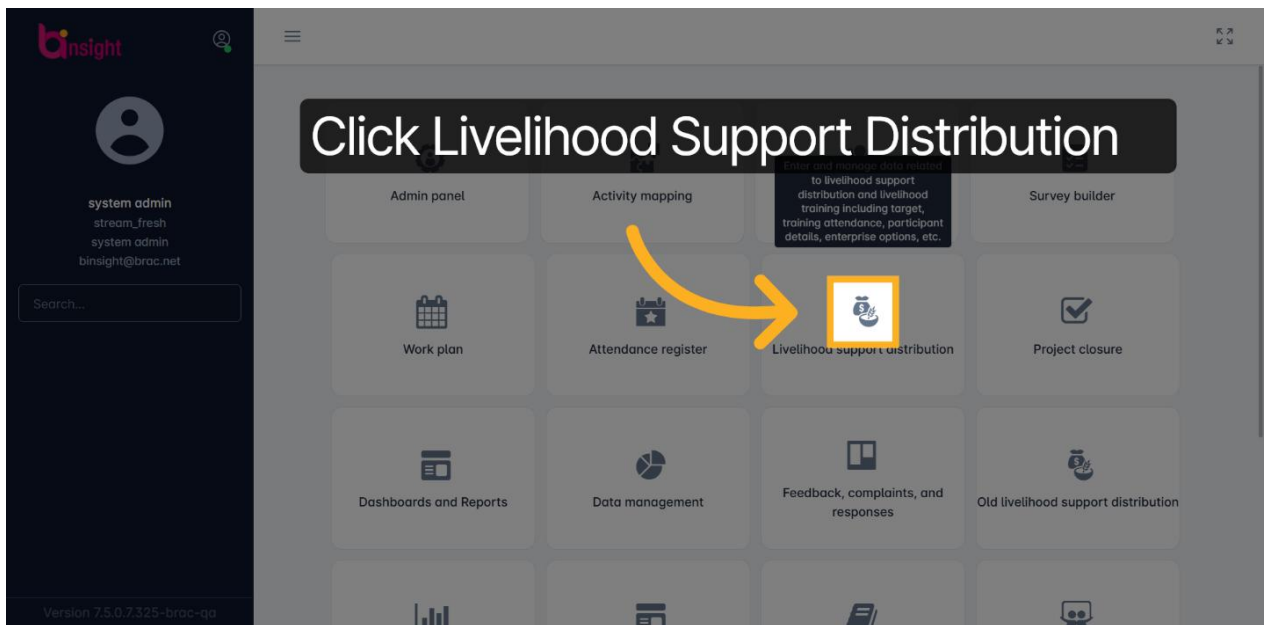 binsight
Click Livelihood Support Distribution
Enter and manage data related
to livelihood support
distribution and livelihood
training including target,
training attendance, participant
details, enterprise options, etc.
system admin
stream_fresh
system admin
binsight@brac.net
Search...
Admin panel
Activity mapping
Survey builder
Work plan
Attendance register
Livelihood support distribution
Project closure
Dashboards and Reports
Data management
Feedback, complaints, and
responses
Old livelihood support distribution
Version 7.5.0.7.325-brac-qa